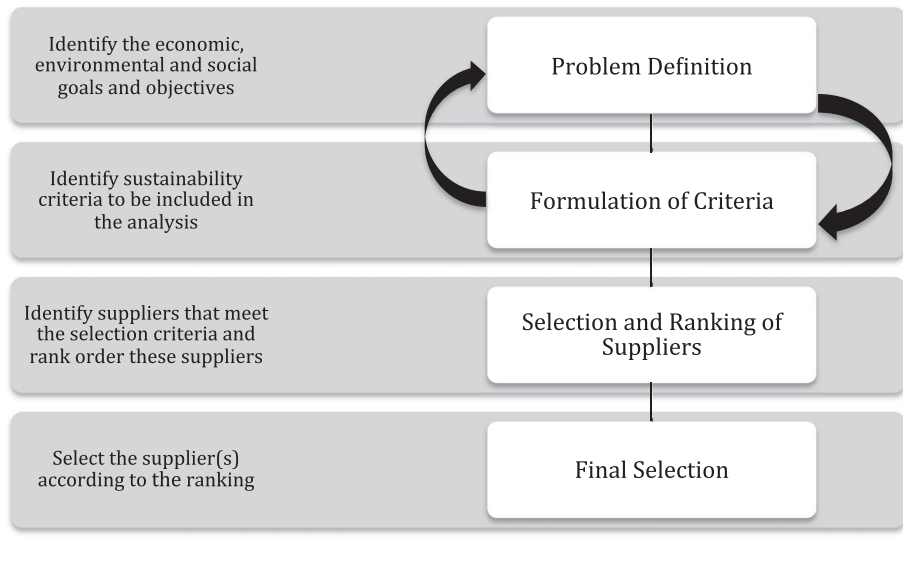 Identify the economic,
environmental and social
goals and objectives
Problem Definition
Identify sustainability
criteria to be included in
the analysis
Formulation of Criteria
Identify suppliers that meet
the selection criteria and
rank order these suppliers
Selection and Ranking of
Suppliers
Select the supplier(s)
according to the ranking
Final Selection